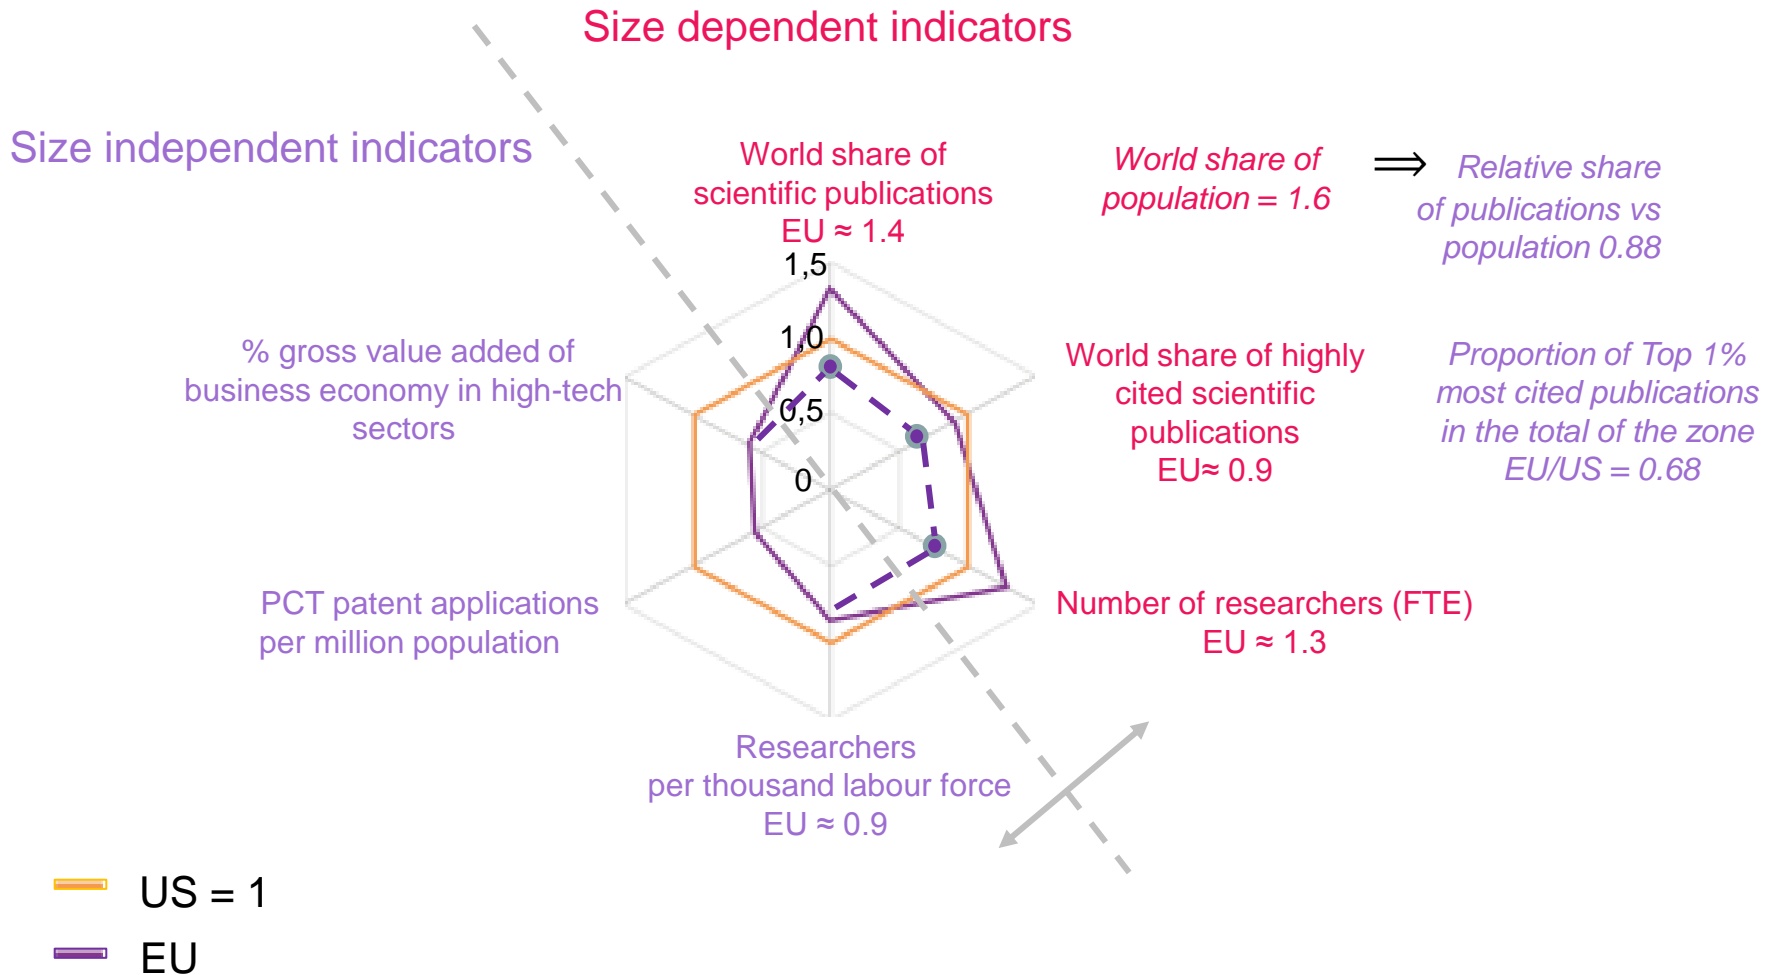 Size dependent indicators
Size independent indicators
World share of
scientific publications
EU ≈ 1.4
World share of
population = 1.6
⇒
Relative share
of publications vs
population 0.88
1,5
1,0
0,5
0
% gross value added of
business economy in high-tech
sectors
World share of highly
cited scientific
publications
EU≈ 0.9
Proportion of Top 1%
most cited publications
in the total of the zone
EU/US = 0.68
PCT patent applications
per million population
Number of researchers (FTE)
EU ≈ 1.3
Researchers
per thousand labour force
EU ≈ 0.9
US = 1
EU